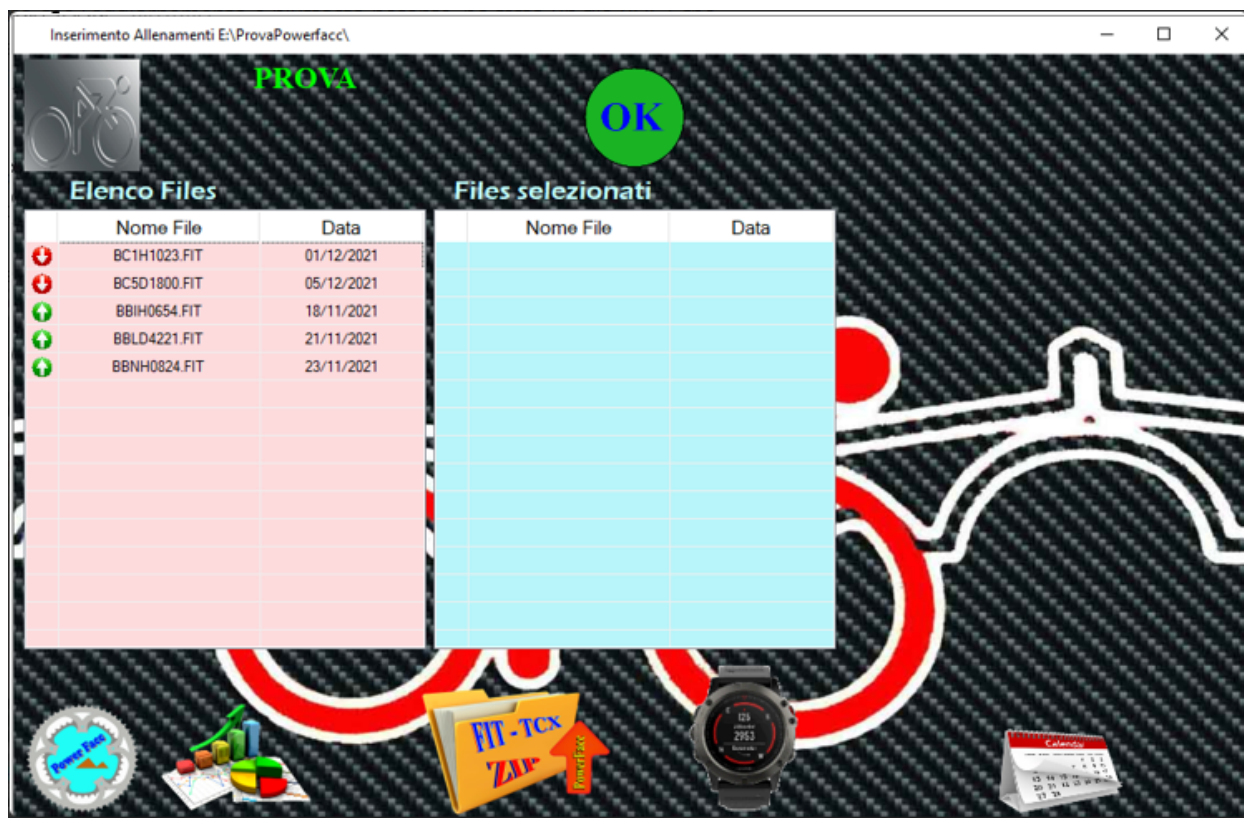 Inserimento Allenamenti E:\ProvaPowerfacc\
PROVA
OK
Elenco Files
Files selezionati
Nome File Data
Nome File Data
BC1H1023.FIT 01/12/2021
BC5D1800.FIT 05/12/2021
BBIH0654.FIT 18/11/2021
BBLD4221.FIT 21/11/2021
BBNH0824.FIT 23/11/2021
Power Facc
FIT - TCX
ZIP
PowerFacc
126
2953
Calendar